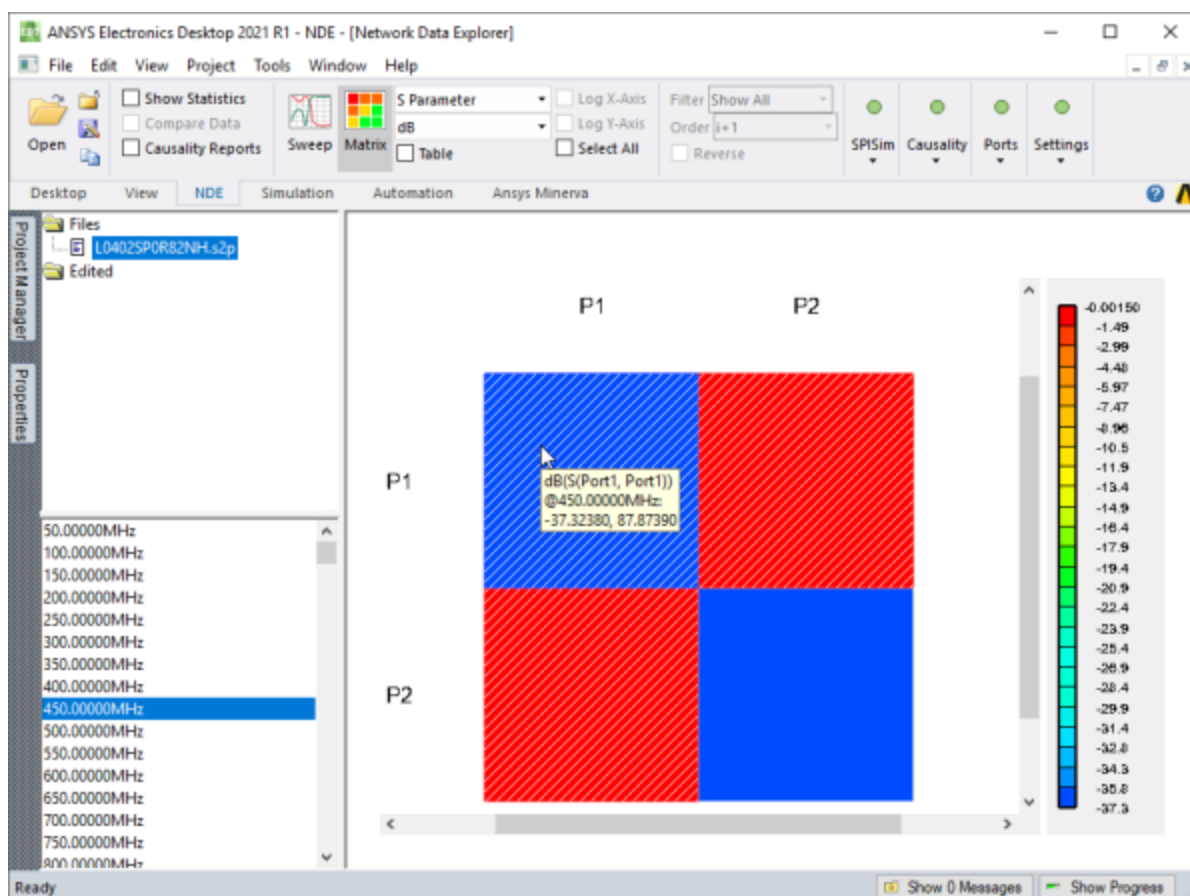 ANSYS Electronics Desktop 2021 R1 - NDE - [Network Data Explorer]
File Edit View Project Tools Window Help
Open
Show Statistics
Compare Data
Causality Reports
Sweep
Matrix
S Parameter
dB
Table
Log X-Axis
Log Y-Axis
Select All
Filter Show All
Order i+1
Reverse
SPISim
Causality
Ports
Settings
Desktop View NDE Simulation Automation Ansys Minerva
Project Manager
Properties
Files
L0402SP0R82NH.s2p
Edited
50.00000MHz
100.00000MHz
150.00000MHz
200.00000MHz
250.00000MHz
300.00000MHz
350.00000MHz
400.00000MHz
450.00000MHz
500.00000MHz
550.00000MHz
600.00000MHz
650.00000MHz
700.00000MHz
750.00000MHz
800.00000MHz
P1 P2
P1
dB(S(Port1, Port1))
@450.00000MHz:
-37.32380, 87.87390
P2
-0.00150
-1.49
-2.99
-4.48
-5.97
-7.47
-8.96
-10.5
-11.9
-13.4
-14.9
-16.4
-17.9
-19.4
-20.9
-22.4
-23.9
-25.4
-26.9
-28.4
-29.9
-31.4
-32.8
-34.3
-35.8
-37.3
Ready
Show 0 Messages
Show Progress